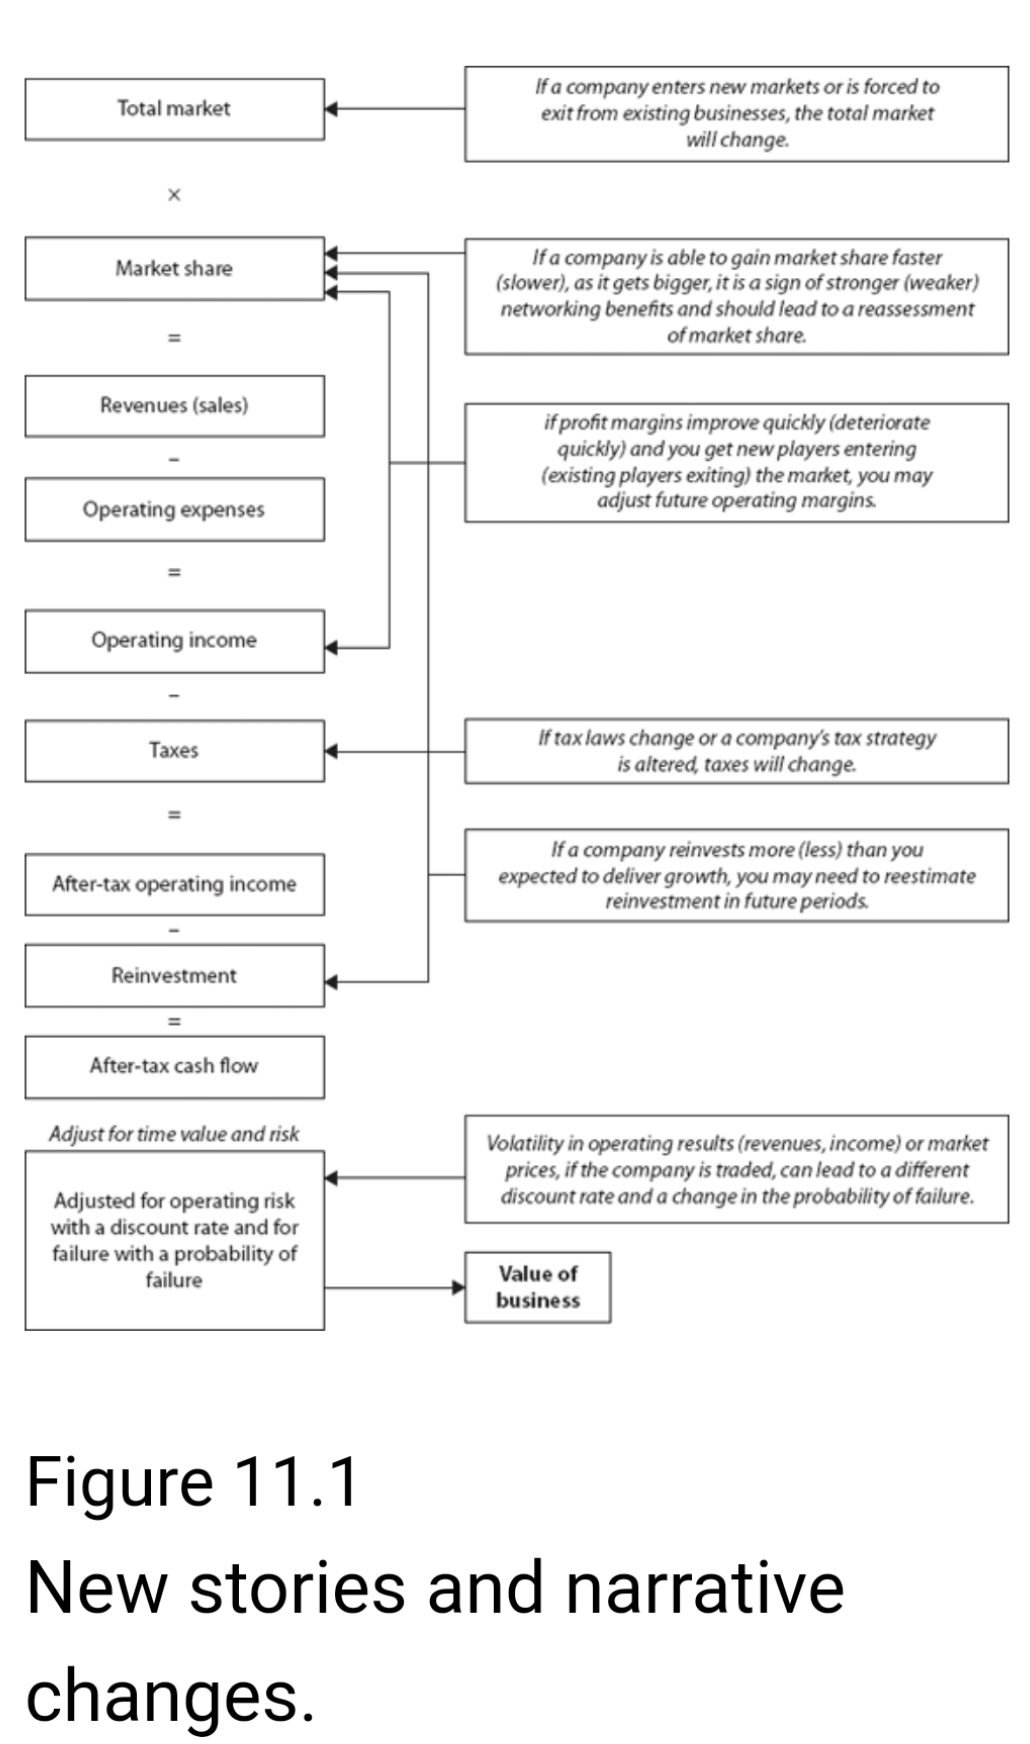 Total market
If a company enters new markets or is forced to
exit from existing businesses, the total market
will change.
×
Market share
If a company is able to gain market share faster
(slower), as it gets bigger, it is a sign of stronger (weaker)
networking benefits and should lead to a reassessment
of market share.
=
Revenues (sales)
if profit margins improve quickly (deteriorate
quickly) and you get new players entering
(existing players exiting) the market, you may
adjust future operating margins.
–
Operating expenses
=
Operating income
–
Taxes
If tax laws change or a company's tax strategy
is altered, taxes will change.
=
After-tax operating income
If a company reinvests more (less) than you
expected to deliver growth, you may need to reestimate
reinvestment in future periods.
–
Reinvestment
=
After-tax cash flow
Adjust for time value and risk
Adjusted for operating risk
with a discount rate and for
failure with a probability of
failure
Volatility in operating results (revenues, income) or market
prices, if the company is traded, can lead to a different
discount rate and a change in the probability of failure.
Value of
business
Figure 11.1
New stories and narrative
changes.